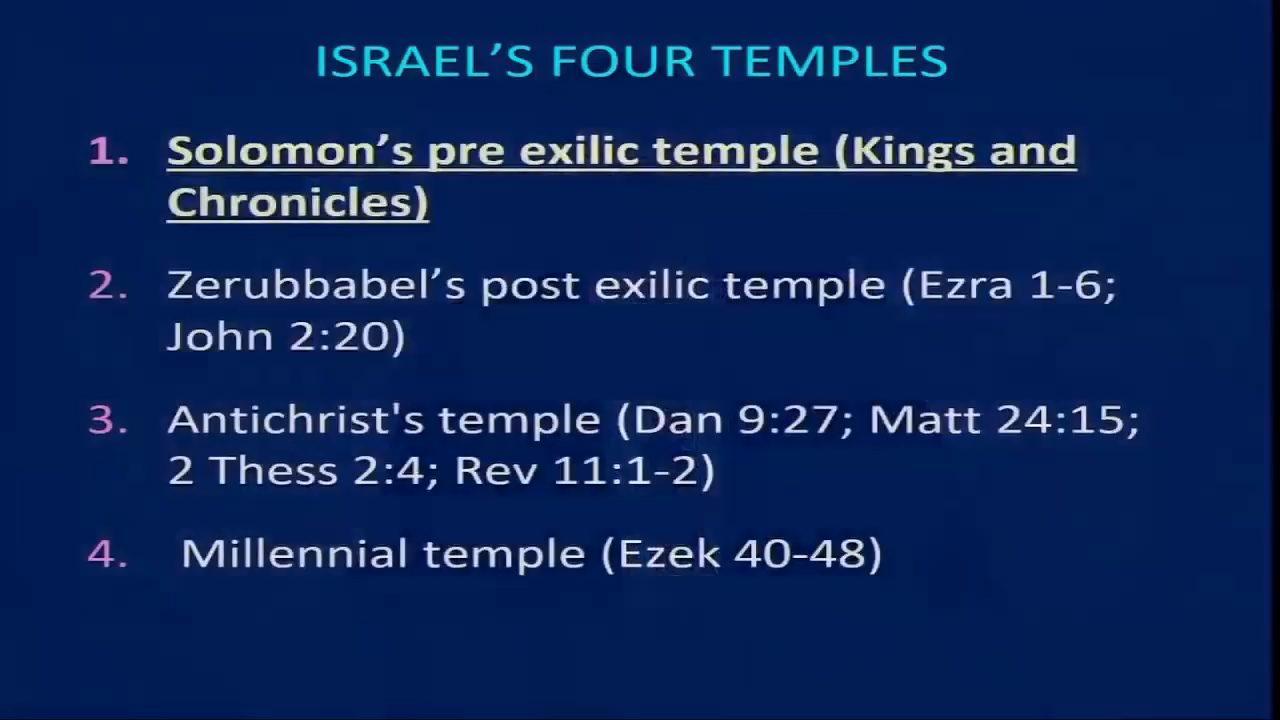 ISRAEL’S FOUR TEMPLES
1. Solomon’s pre exilic temple (Kings and
Chronicles)
2. Zerubbabel’s post exilic temple (Ezra 1-6;
John 2:20)
3. Antichrist's temple (Dan 9:27; Matt 24:15;
2 Thess 2:4; Rev 11:1-2)
4. Millennial temple (Ezek 40-48)